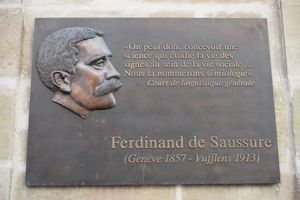 «On peut donc concevoir une
science qui étudie la vie des
signes au sein de la vie sociale ...
Nous la nommerons sémiologie».
Cours de linguistique générale
Ferdinand de Saussure
(Genève 1857 - Vufflens 1913)